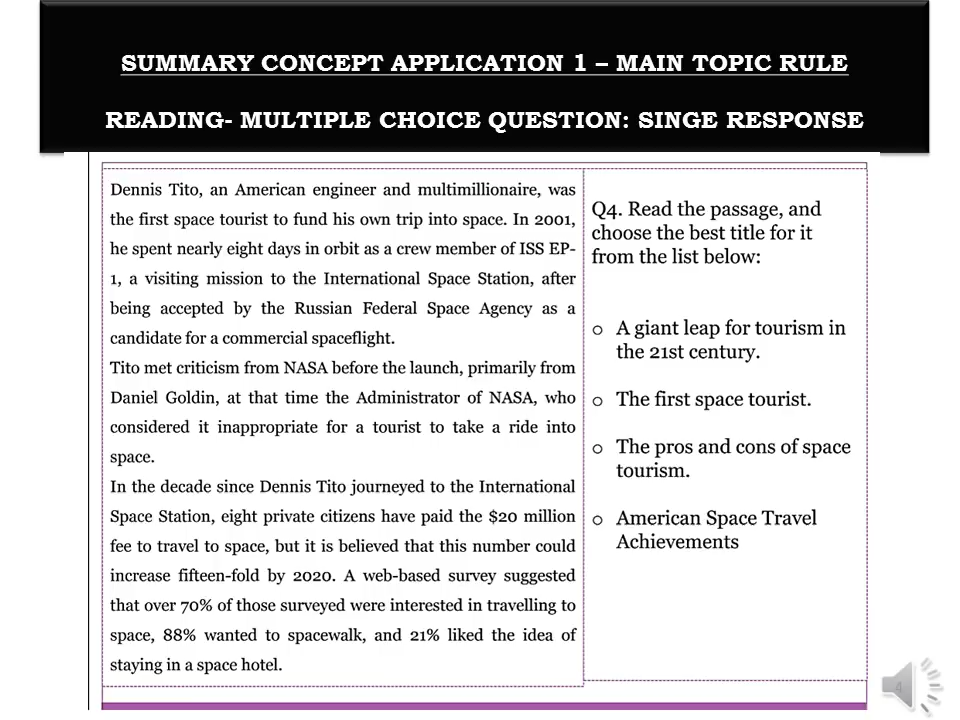 SUMMARY CONCEPT APPLICATION 1 – MAIN TOPIC RULE
READING- MULTIPLE CHOICE QUESTION: SINGE RESPONSE
Dennis Tito, an American engineer and multimillionaire, was
the first space tourist to fund his own trip into space. In 2001,
he spent nearly eight days in orbit as a crew member of ISS EP-
1, a visiting mission to the International Space Station, after
being accepted by the Russian Federal Space Agency as a
candidate for a commercial spaceflight.
Tito met criticism from NASA before the launch, primarily from
Daniel Goldin, at that time the Administrator of NASA, who
considered it inappropriate for a tourist to take a ride into
space.
In the decade since Dennis Tito journeyed to the International
Space Station, eight private citizens have paid the $20 million
fee to travel to space, but it is believed that this number could
increase fifteen-fold by 2020. A web-based survey suggested
that over 70% of those surveyed were interested in travelling to
space, 88% wanted to spacewalk, and 21% liked the idea of
staying in a space hotel.
Q4. Read the passage, and
choose the best title for it
from the list below:
o A giant leap for tourism in
the 21st century.
o The first space tourist.
o The pros and cons of space
tourism.
o American Space Travel
Achievements
4